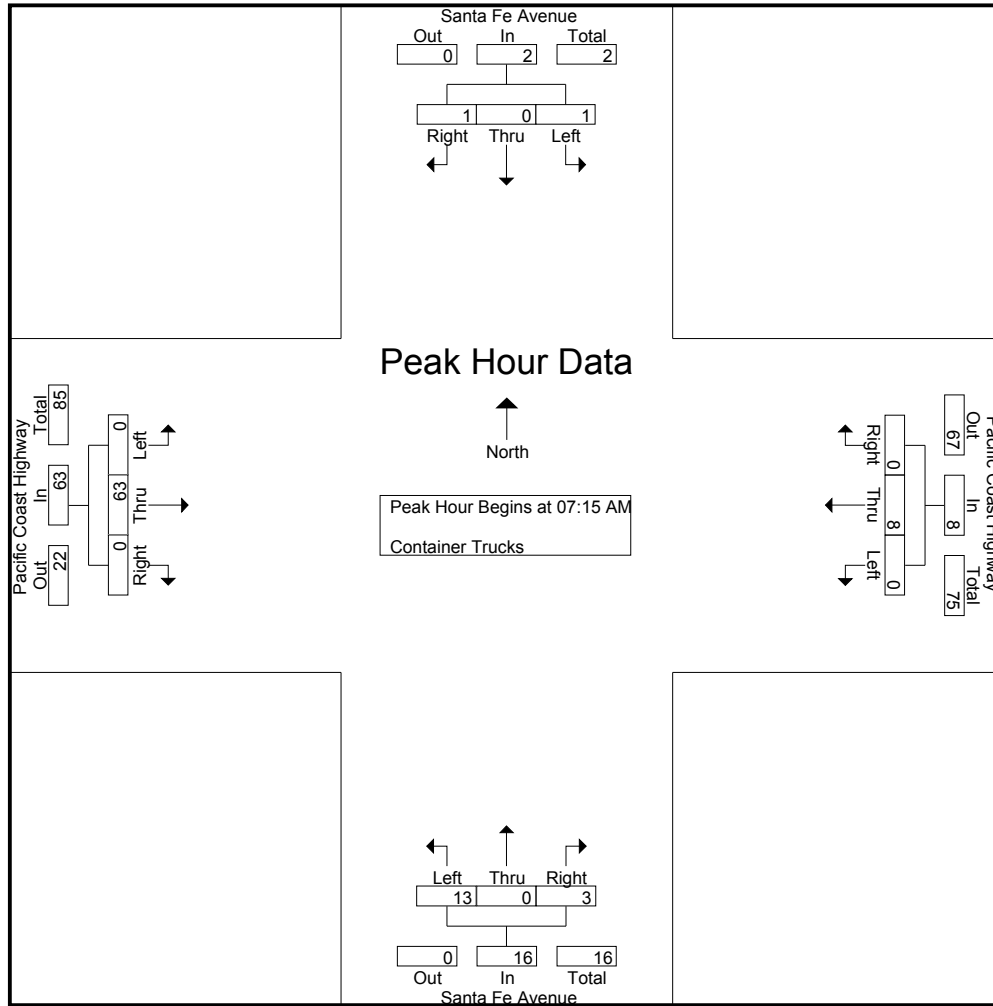 Santa Fe Avenue
Out In Total
0 2 2
1 0 1
Right Thru Left
Peak Hour Data
North
Peak Hour Begins at 07:15 AM
Container Trucks
Pacific Coast Highway
Total In Out
85 63 22
0 63 0
Left Thru Right
Pacific Coast Highway
Out In Total
67 8 75
0 8 0
Right Thru Left
Left Thru Right
13 0 3
0 16 16
Out In Total
Santa Fe Avenue